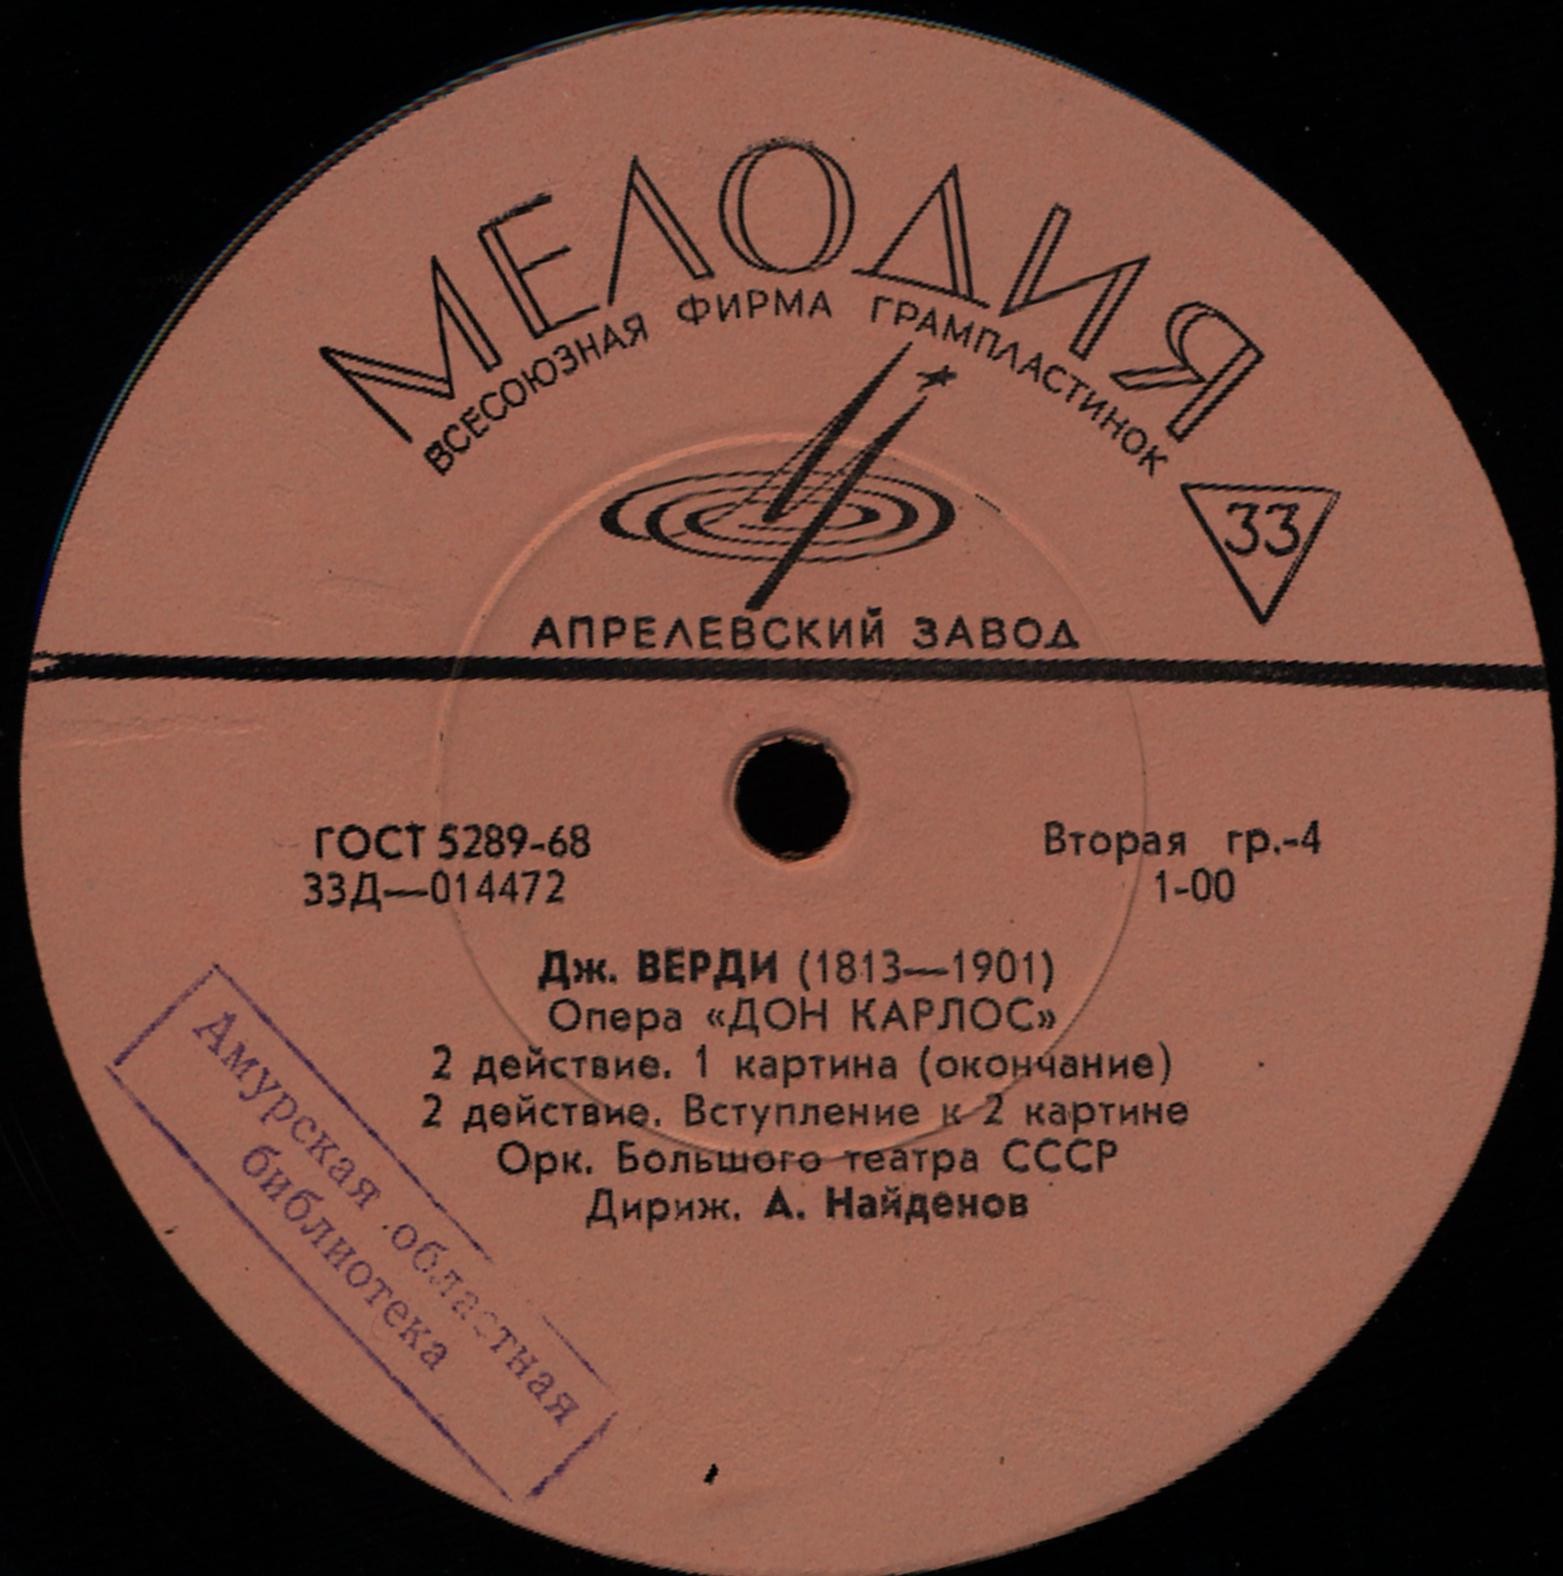 МЕЛОДИЯ
ВСЕСОЮЗНАЯ ФИРМА ГРАМПЛАСТИНОК
33
АПРЕЛЕВСКИЙ ЗАВОД
ГОСТ 5289-68
33Д—014472
Вторая гр.-4
1-00
Дж. ВЕРДИ (1813—1901)
Опера «ДОН КАРЛОС»
2 действие. 1 картина (окончание)
2 действие. Вступление к 2 картине
Орк. Большого театра СССР
Дириж. А. Найденов
Амурская областная
библиотека